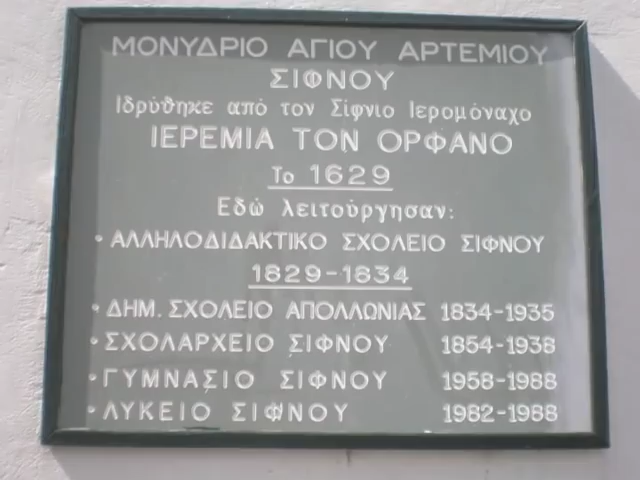 ΜΟΝΥΔΡΙΟ ΑΓΙΟΥ ΑΡΤΕΜΙΟΥ
ΣΙΦΝΟΥ
Ιδρύθηκε από τον Σίφνιο Ιερομόναχο
ΙΕΡΕΜΙΑ ΤΟΝ ΟΡΦΑΝΟ
Το 1629
Εδώ λειτούργησαν:
• ΑΛΛΗΛΟΔΙΔΑΚΤΙΚΟ ΣΧΟΛΕΙΟ ΣΙΦΝΟΥ
1829-1834
• ΔΗΜ. ΣΧΟΛΕΙΟ ΑΠΟΛΛΩΝΙΑΣ 1834-1935
• ΣΧΟΛΑΡΧΕΙΟ ΣΙΦΝΟΥ 1854-1938
• ΓΥΜΝΑΣΙΟ ΣΙΦΝΟΥ 1958-1988
• ΛΥΚΕΙΟ ΣΙΦΝΟΥ 1982-1988